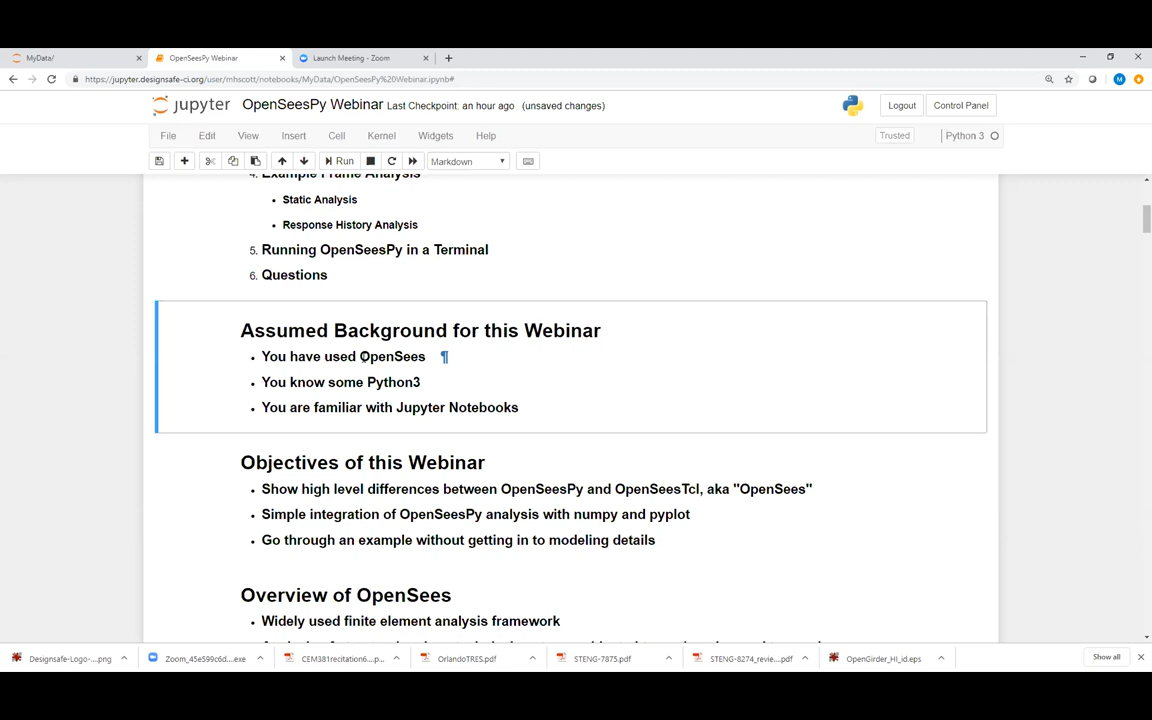 MyData/
OpenSeesPy Webinar
Launch Meeting - Zoom
https://jupyter.designsafe-ci.org/user/mhscott/notebooks/MyData/OpenSeesPy%20Webinar.ipynb#
M
jupyter OpenSeesPy Webinar Last Checkpoint: an hour ago (unsaved changes)
Logout Control Panel
File Edit View Insert Cell Kernel Widgets Help
Trusted Python 3
Run Markdown
4. Example Frame Analysis
• Static Analysis
• Response History Analysis
5. Running OpenSeesPy in a Terminal
6. Questions
Assumed Background for this Webinar
• You have used OpenSees ¶
• You know some Python3
• You are familiar with Jupyter Notebooks
Objectives of this Webinar
• Show high level differences between OpenSeesPy and OpenSeesTcl, aka "OpenSees"
• Simple integration of OpenSeesPy analysis with numpy and pyplot
• Go through an example without getting in to modeling details
Overview of OpenSees
• Widely used finite element analysis framework
Designsafe-Logo-....png Zoom_45e599c6d....exe CEM381recitation6....p... OrlandoTRES.pdf STENG-7875.pdf STENG-8274_revie....pdf OpenGirder_HI_id.eps Show all